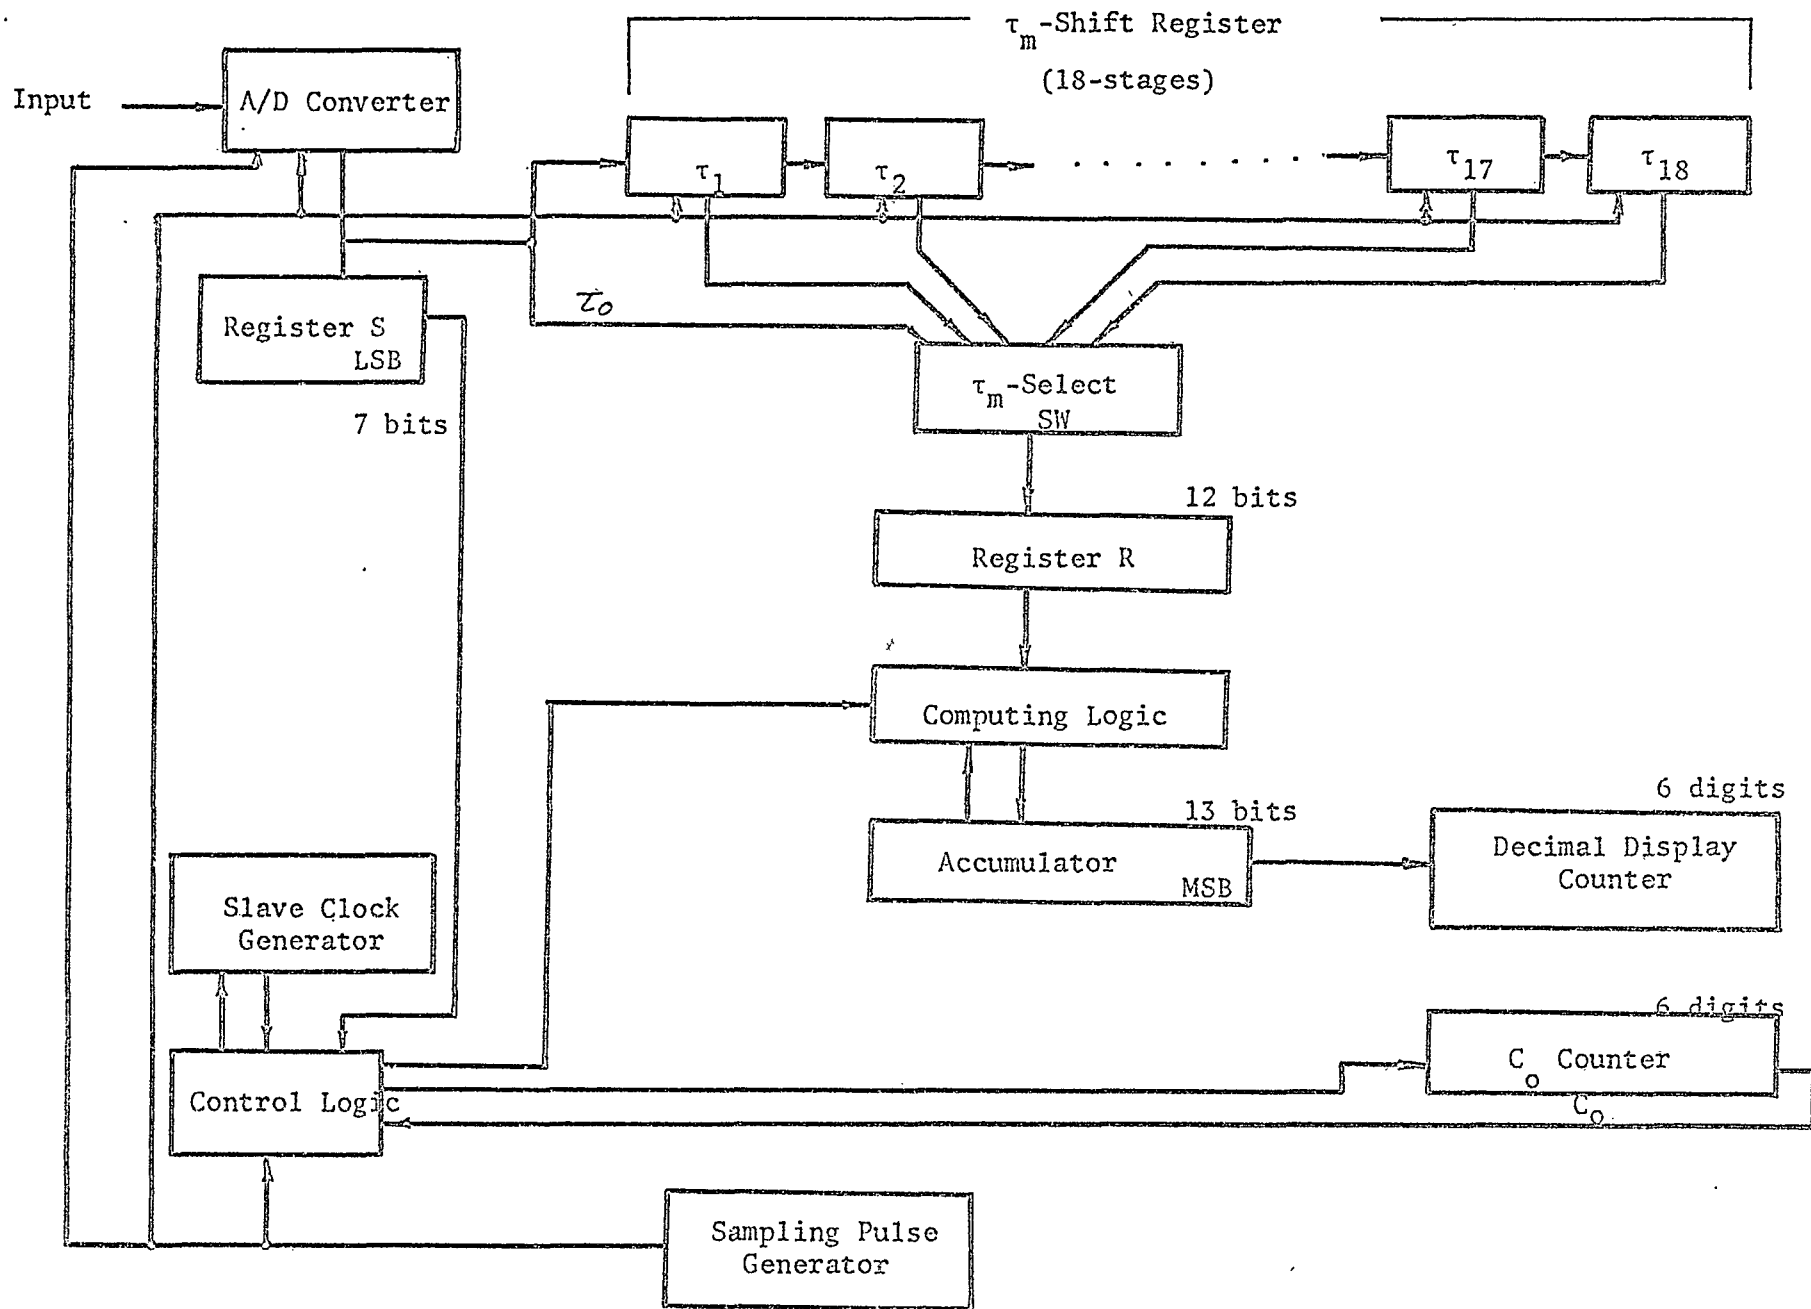 τm-Shift Register
(18-stages)
Input
A/D Converter
τ1
τ2
τ17
τ18
Register S
LSB
τo
7 bits
τm-Select
SW
12 bits
Register R
Computing Logic
13 bits
Accumulator
MSB
6 digits
Decimal Display
Counter
Slave Clock
Generator
6 digits
Co Counter
Co
Control Logic
Sampling Pulse
Generator